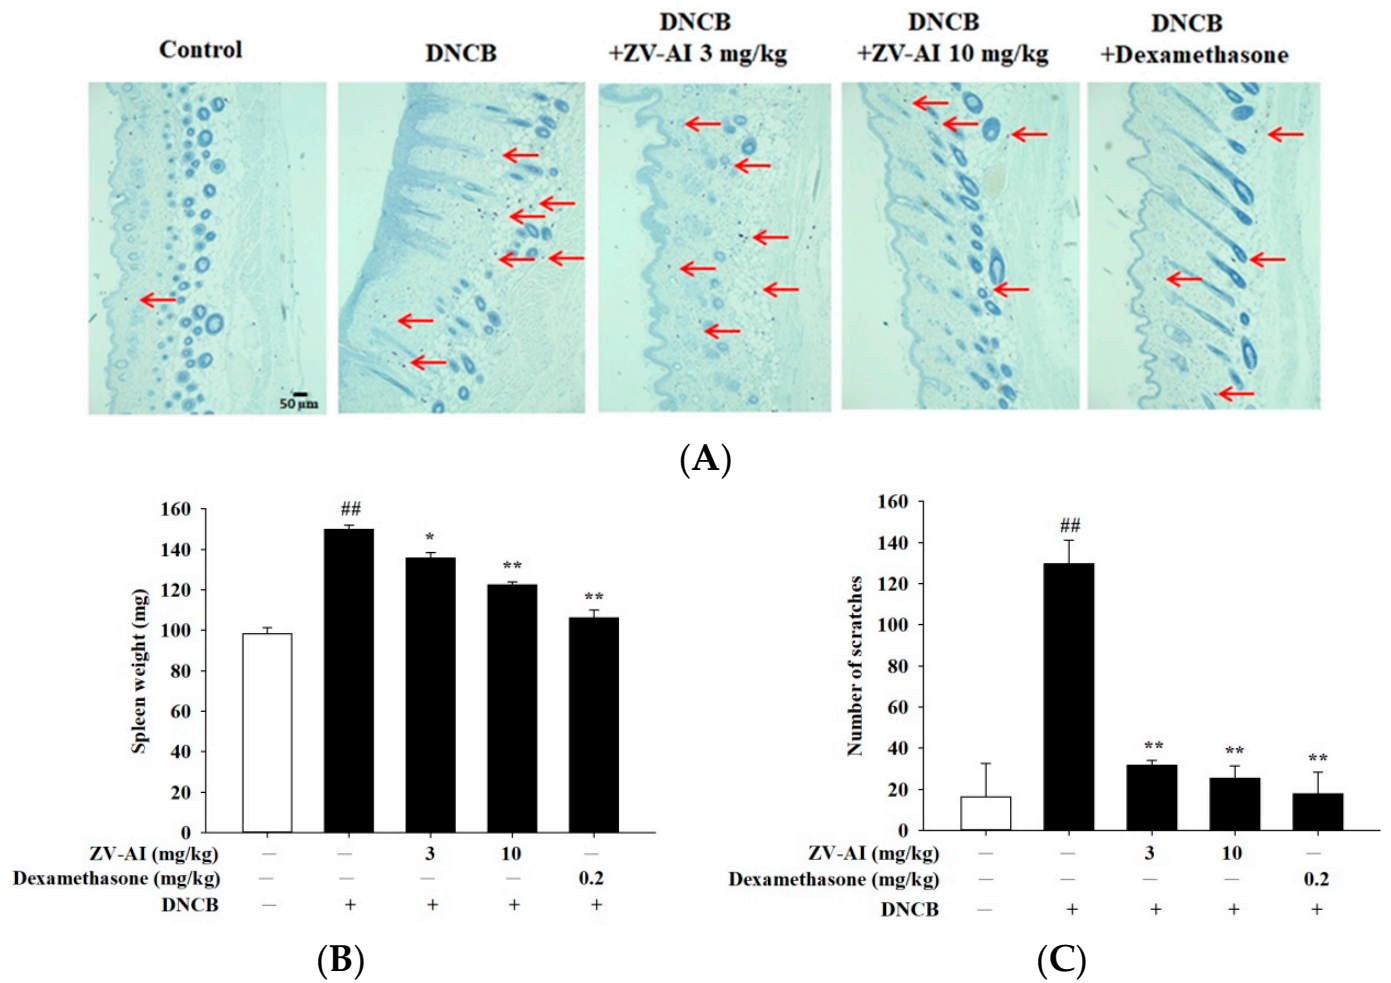 Control
DNCB
DNCB
+ZV-AI 3 mg/kg
DNCB
+ZV-AI 10 mg/kg
DNCB
+Dexamethasone
50 μm
(A)
Spleen weight (mg)
160
140
120
100
80
60
40
20
0
##
*
**
**
ZV-AI (mg/kg) — — 3 10 —
Dexamethasone (mg/kg) — — — — 0.2
DNCB — + + + +
(B)
Number of scratches
160
140
120
100
80
60
40
20
0
##
**
**
**
ZV-AI (mg/kg) — — 3 10 —
Dexamethasone (mg/kg) — — — — 0.2
DNCB — + + + +
(C)